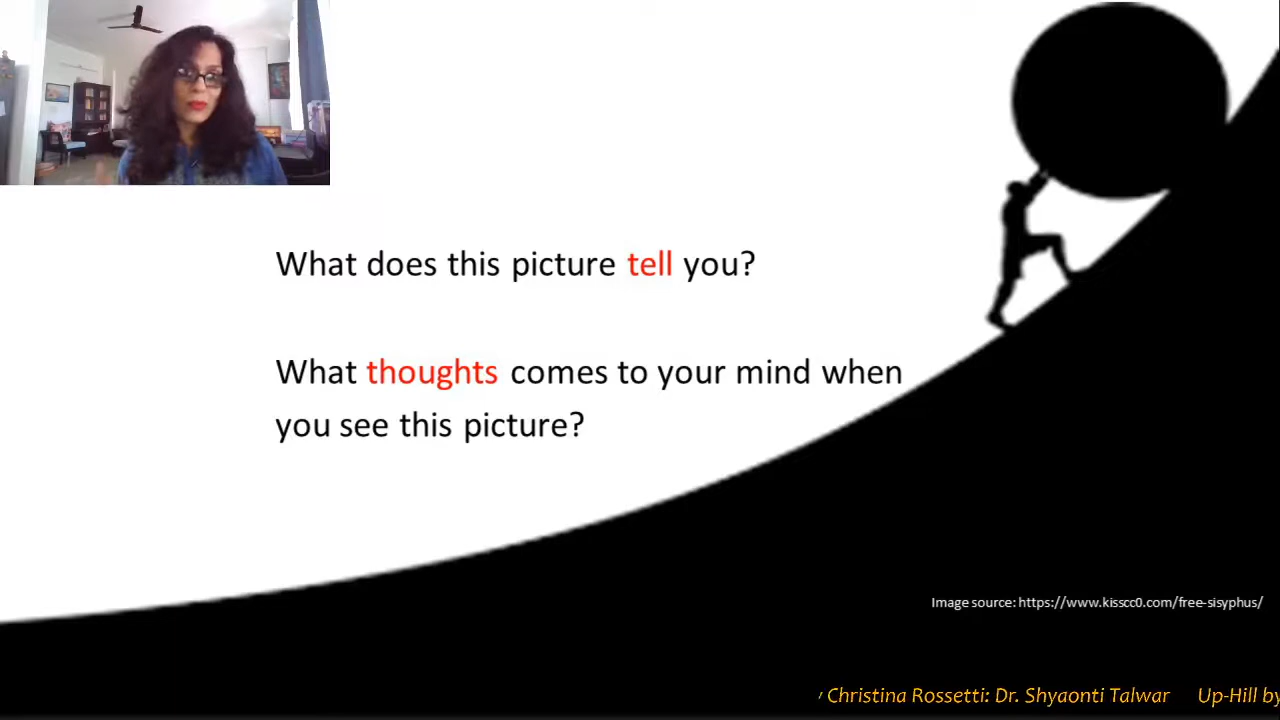 What does this picture tell you?
What thoughts comes to your mind when
you see this picture?
Image source: https://www.kisscc0.com/free-sisyphus/
Christina Rossetti: Dr. Shyaonti Talwar Up-Hill by